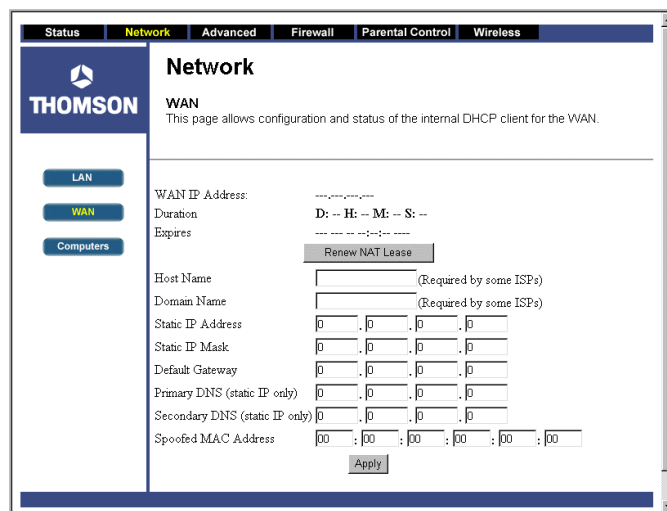 Status Network Advanced Firewall Parental Control Wireless
THOMSON
Network
WAN
This page allows configuration and status of the internal DHCP client for the WAN.
LAN
WAN
Computers
WAN IP Address: ---.---.---.---
Duration D: -- H: -- M: -- S: --
Expires --- --- -- --:--:-- ----
Renew NAT Lease
Host Name (Required by some ISPs)
Domain Name (Required by some ISPs)
Static IP Address 0 . 0 . 0 . 0
Static IP Mask 0 . 0 . 0 . 0
Default Gateway 0 . 0 . 0 . 0
Primary DNS (static IP only) 0 . 0 . 0 . 0
Secondary DNS (static IP only) 0 . 0 . 0 . 0
Spoofed MAC Address 00 : 00 : 00 : 00 : 00 : 00
Apply